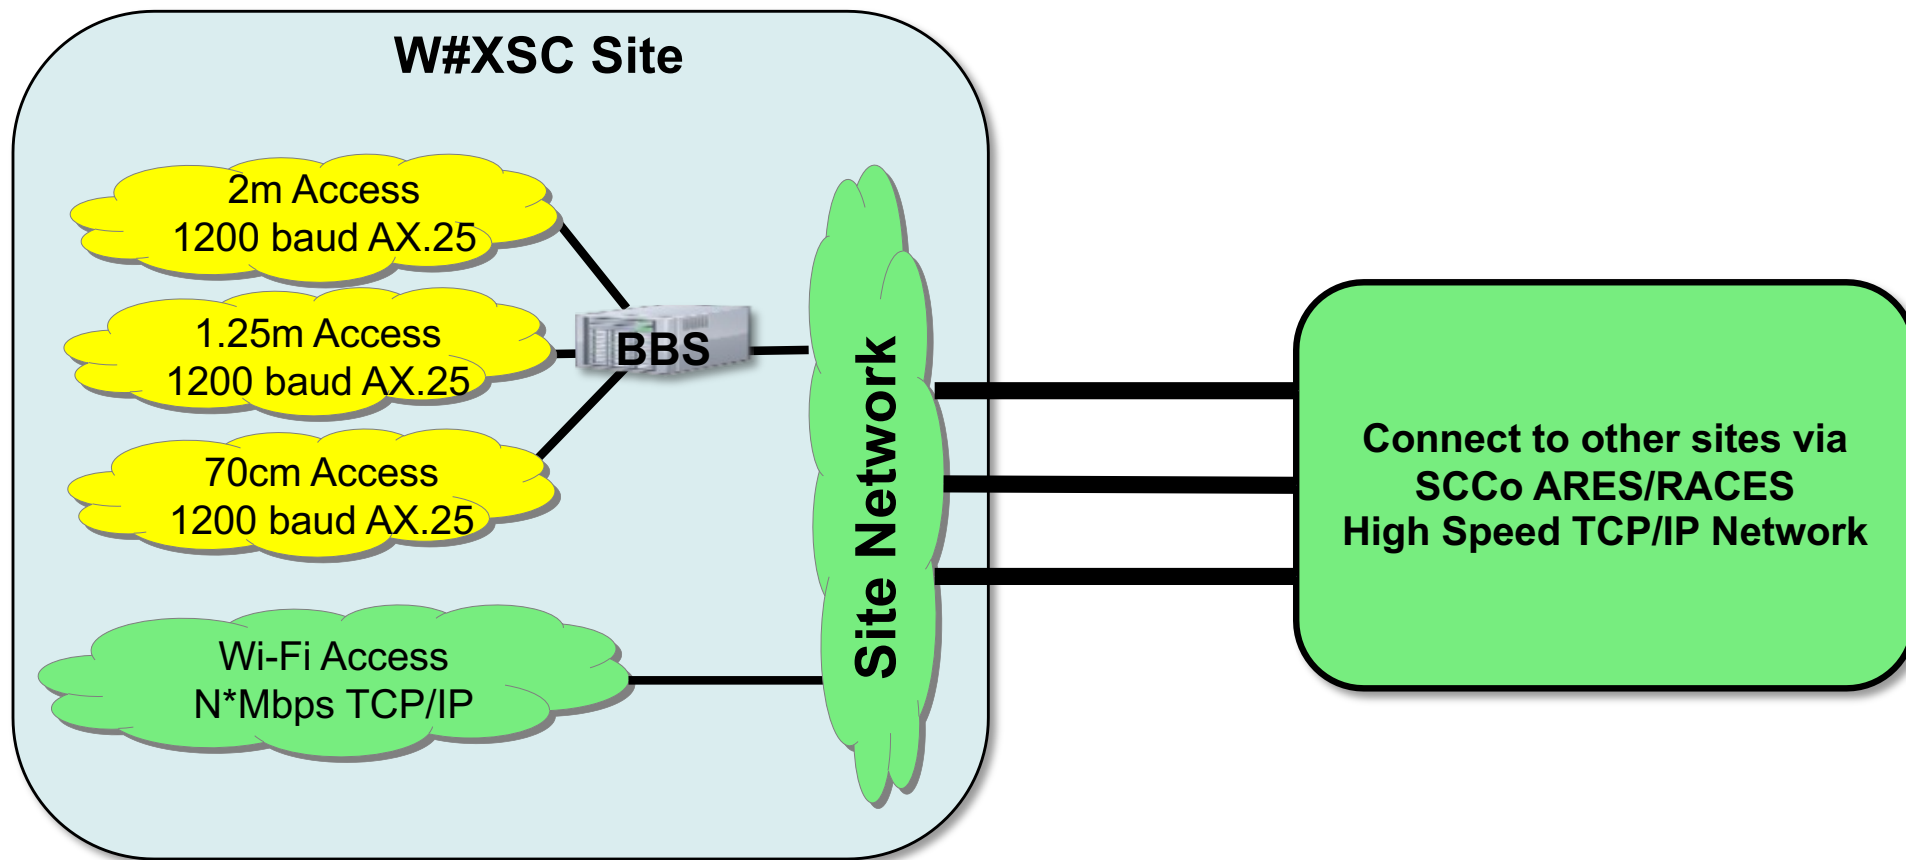 W#XSC Site
2m Access
1200 baud AX.25
1.25m Access
1200 baud AX.25
BBS
70cm Access
1200 baud AX.25
Wi-Fi Access
N*Mbps TCP/IP
Site Network
Connect to other sites via
SCCo ARES/RACES
High Speed TCP/IP Network